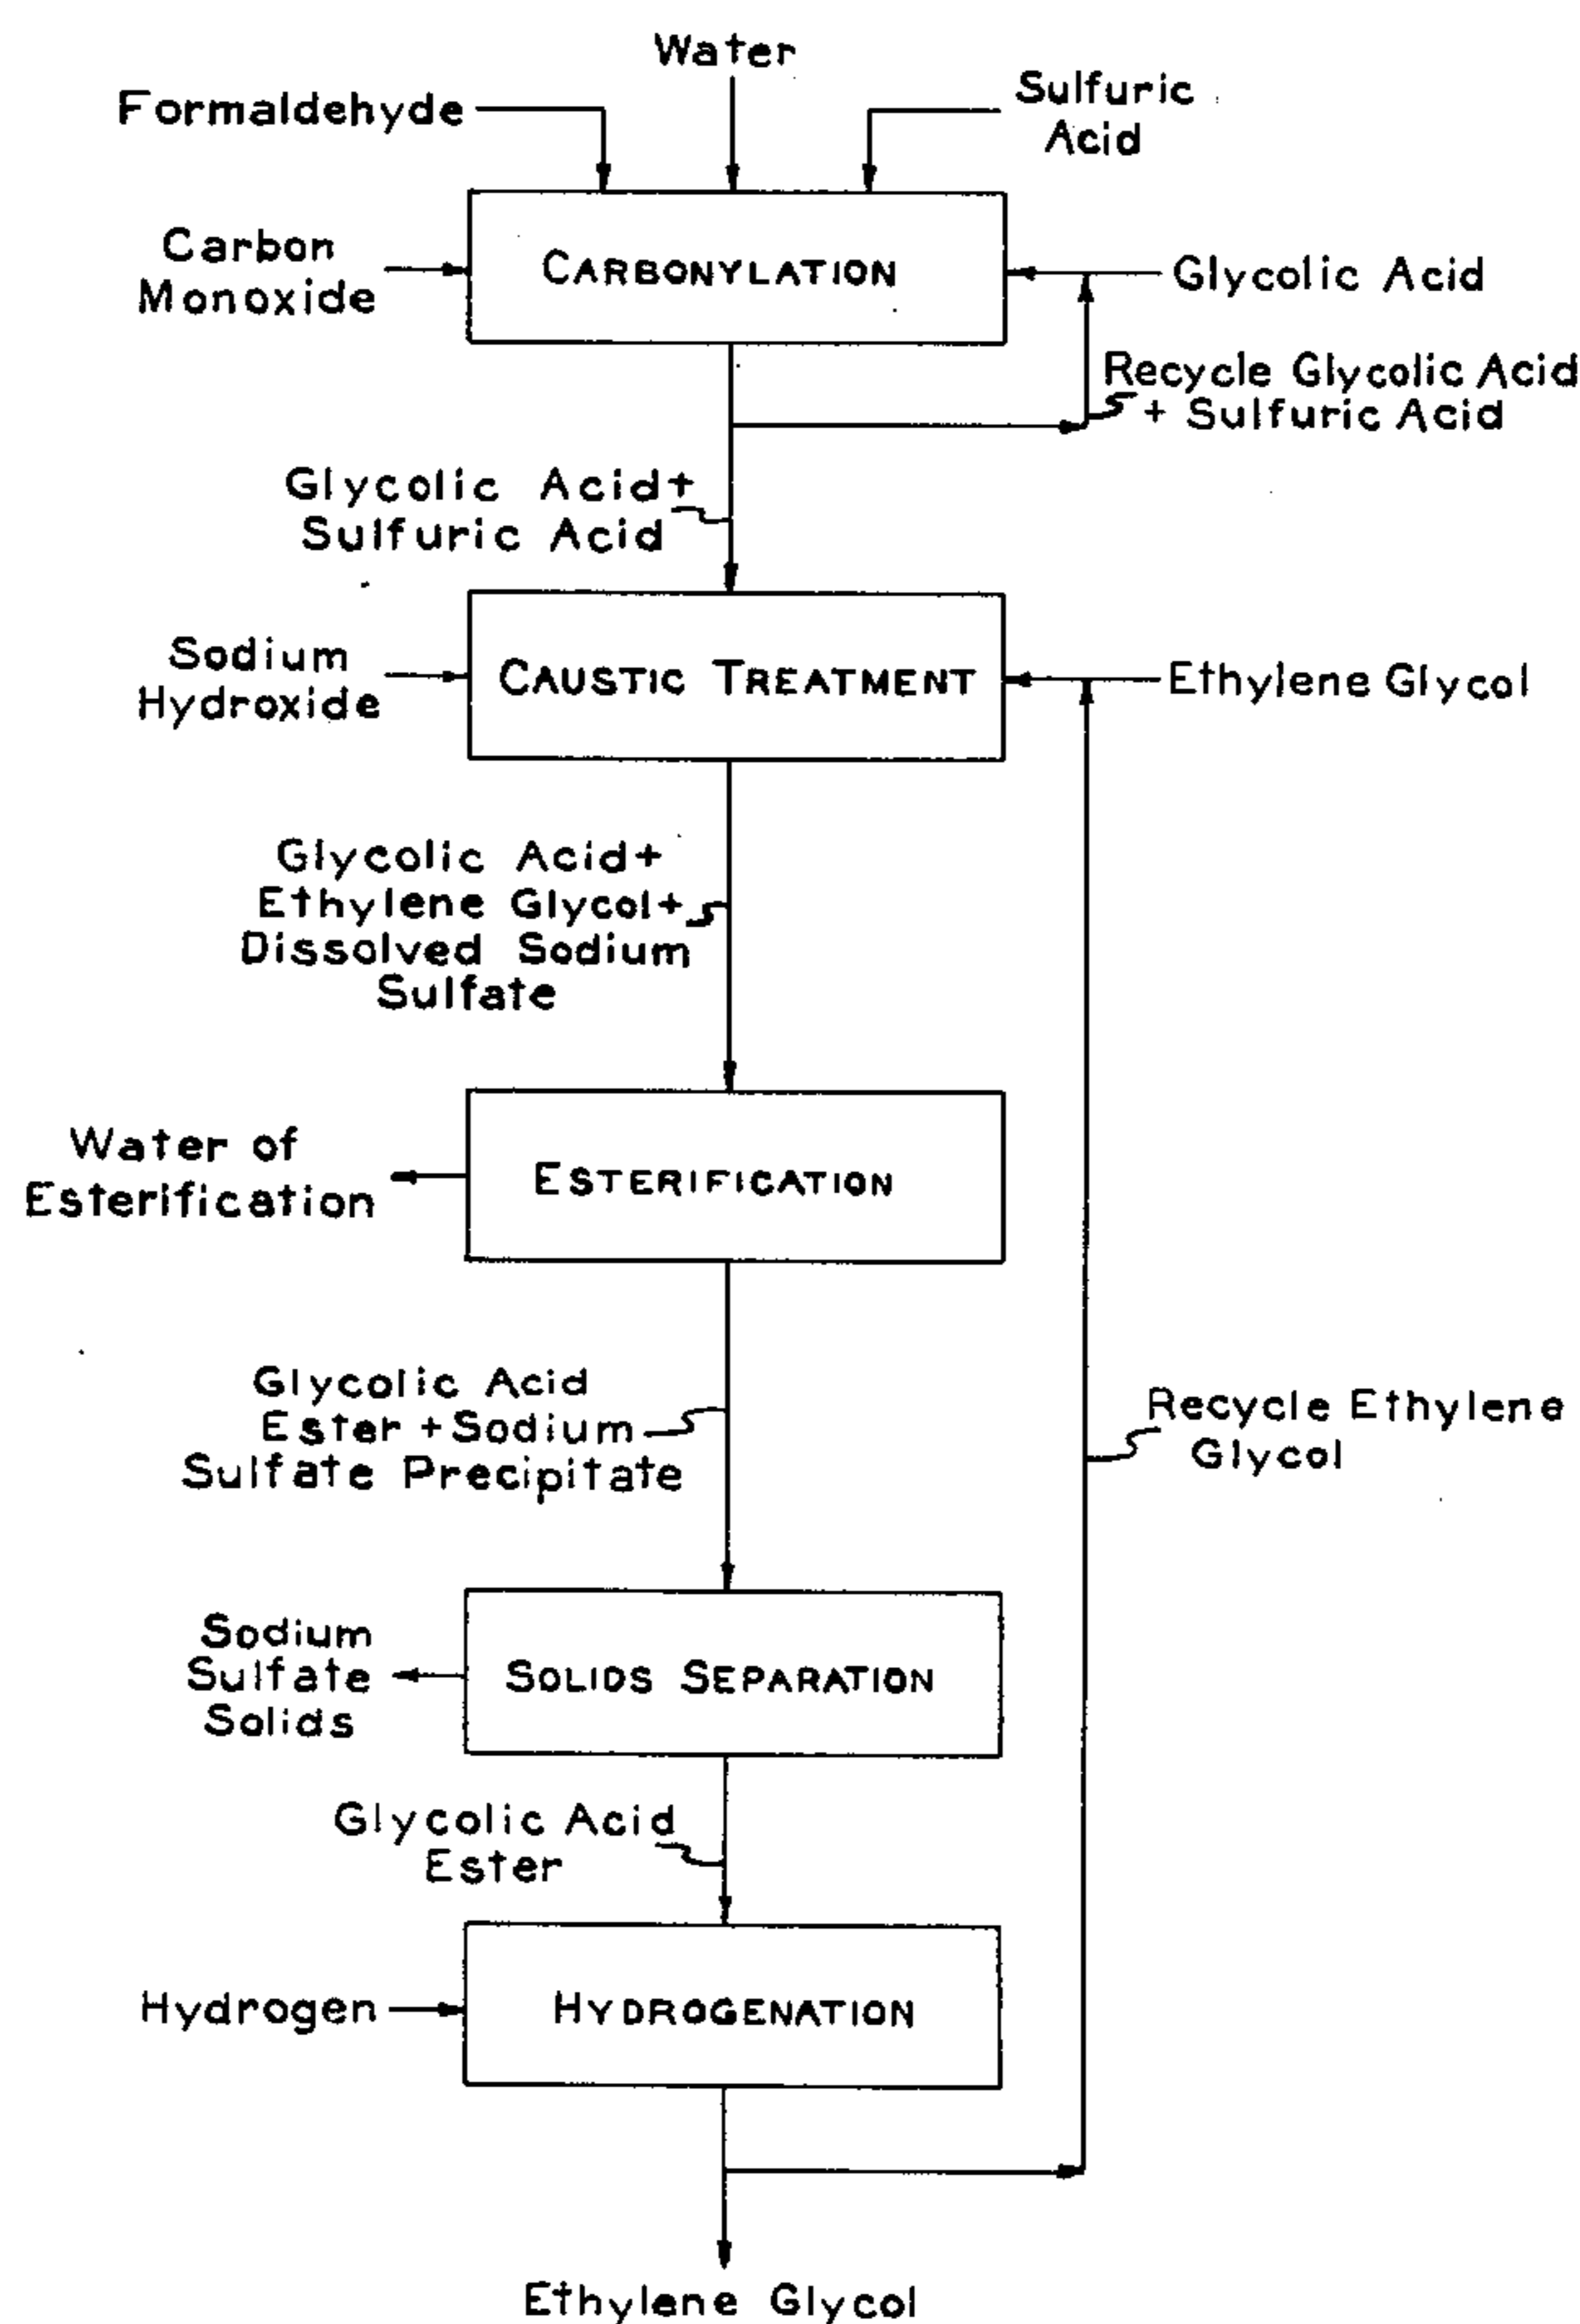 Water
Formaldehyde
Sulfuric
Acid
Carbon
Monoxide
CARBONYLATION
Glycolic Acid
Recycle Glycolic Acid
+ Sulfuric Acid
Glycolic Acid+
Sulfuric Acid
Sodium
Hydroxide
CAUSTIC TREATMENT
Ethylene Glycol
Glycolic Acid+
Ethylene Glycol+
Dissolved Sodium
Sulfate
Water of
Esterification
ESTERIFICATION
Glycolic Acid
Ester + Sodium
Sulfate Precipitate
Recycle Ethylene
Glycol
Sodium
Sulfate
Solids
SOLIDS SEPARATION
Glycolic Acid
Ester
Hydrogen
HYDROGENATION
Ethylene Glycol